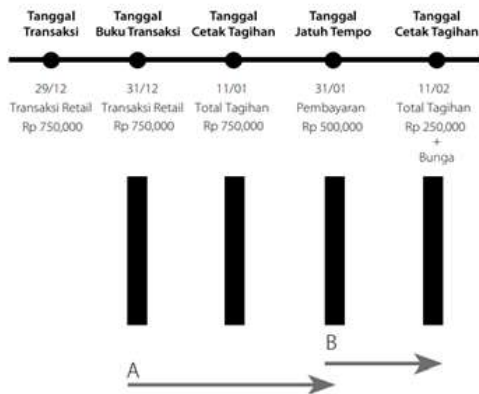 Tanggal
Transaksi
Tanggal
Buku Transaksi
Tanggal
Cetak Tagihan
Tanggal
Jatuh Tempo
Tanggal
Cetak Tagihan
29/12
Transaksi Retail
Rp 750,000
31/12
Transaksi Retail
Rp 750,000
11/01
Total Tagihan
Rp 750,000
31/01
Pembayaran
Rp 500,000
11/02
Total Tagihan
Rp 250,000
+
Bunga
B
A